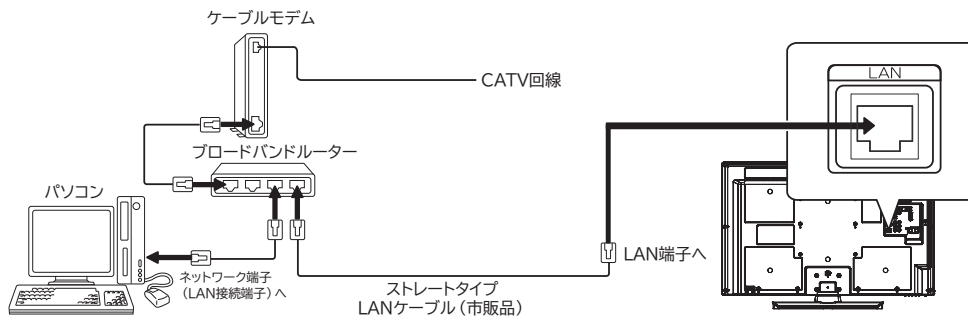 ケーブルモデム
CATV回線
LAN
ブロードバンドルーター
パソコン
ネットワーク端子
(LAN接続端子)へ
LAN端子へ
ストレートタイプ
LANケーブル(市販品)